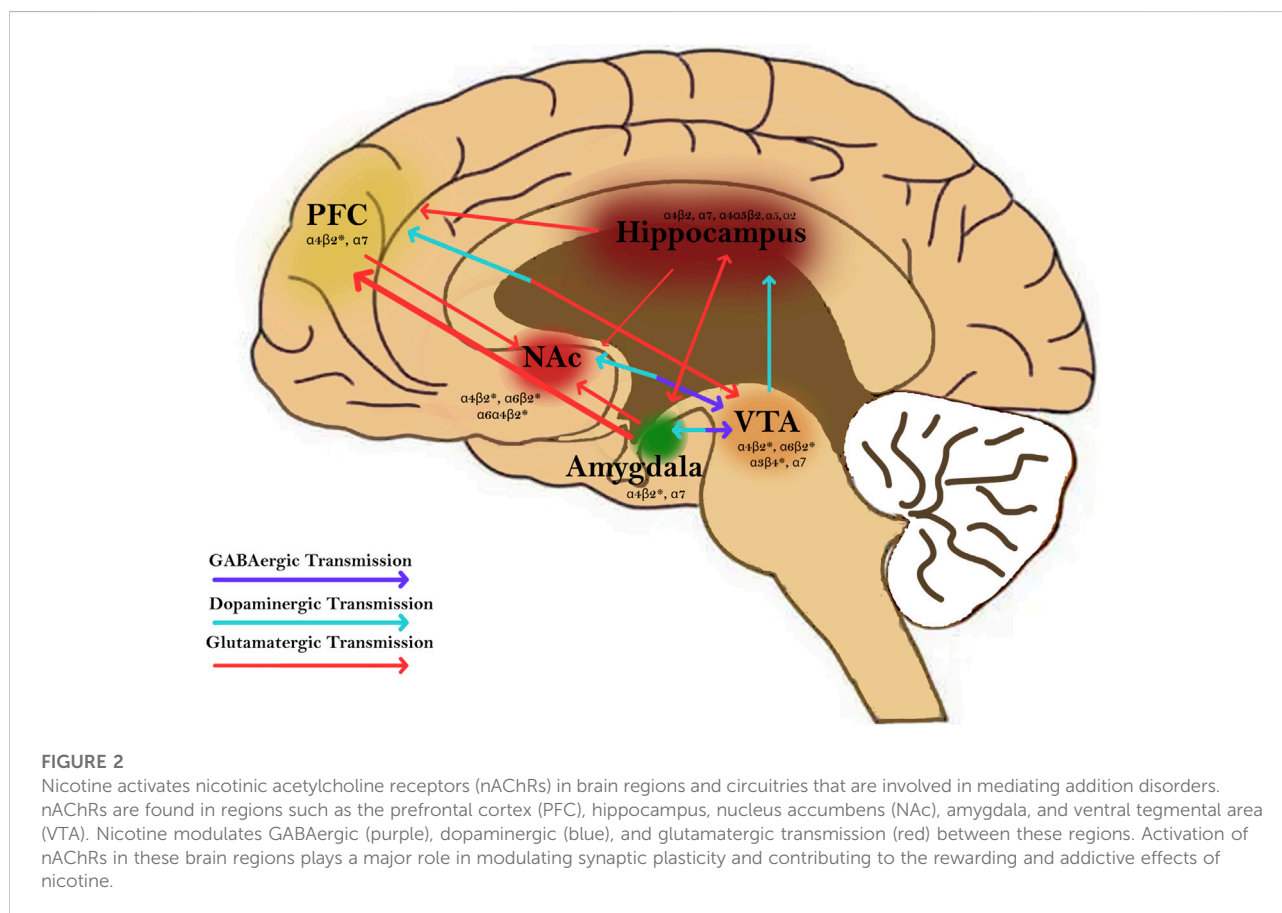 PFC
α4β2*, α7
α4β2, α7, α4α5β2, α5, α2
Hippocampus
NAc
α4β2*, α6β2*
α6α4β2*
VTA
α4β2*, α6β2*
α3β4*, α7
Amygdala
α4β2*, α7
GABAergic Transmission
Dopaminergic Transmission
Glutamatergic Transmission
FIGURE 2
Nicotine activates nicotinic acetylcholine receptors (nAChRs) in brain regions and circuitries that are involved in mediating addition disorders.
nAChRs are found in regions such as the prefrontal cortex (PFC), hippocampus, nucleus accumbens (NAc), amygdala, and ventral tegmental area
(VTA). Nicotine modulates GABAergic (purple), dopaminergic (blue), and glutamatergic transmission (red) between these regions. Activation of
nAChRs in these brain regions plays a major role in modulating synaptic plasticity and contributing to the rewarding and addictive effects of
nicotine.